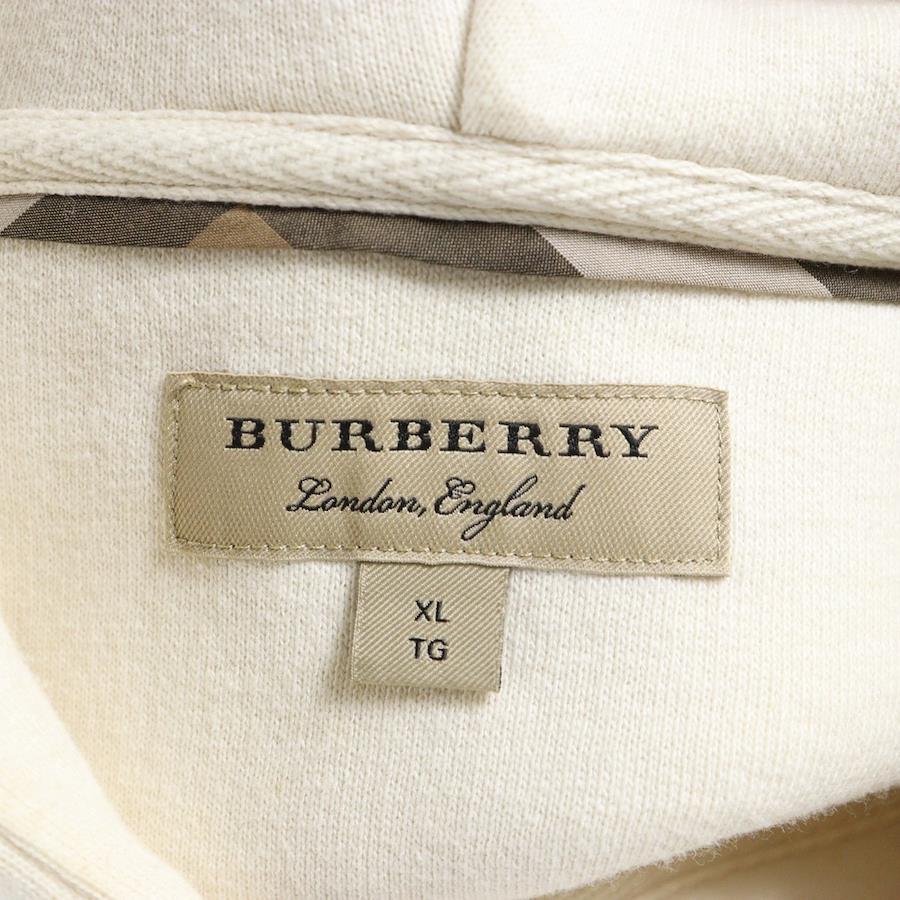 BURBERRY
London, England
XL
TG